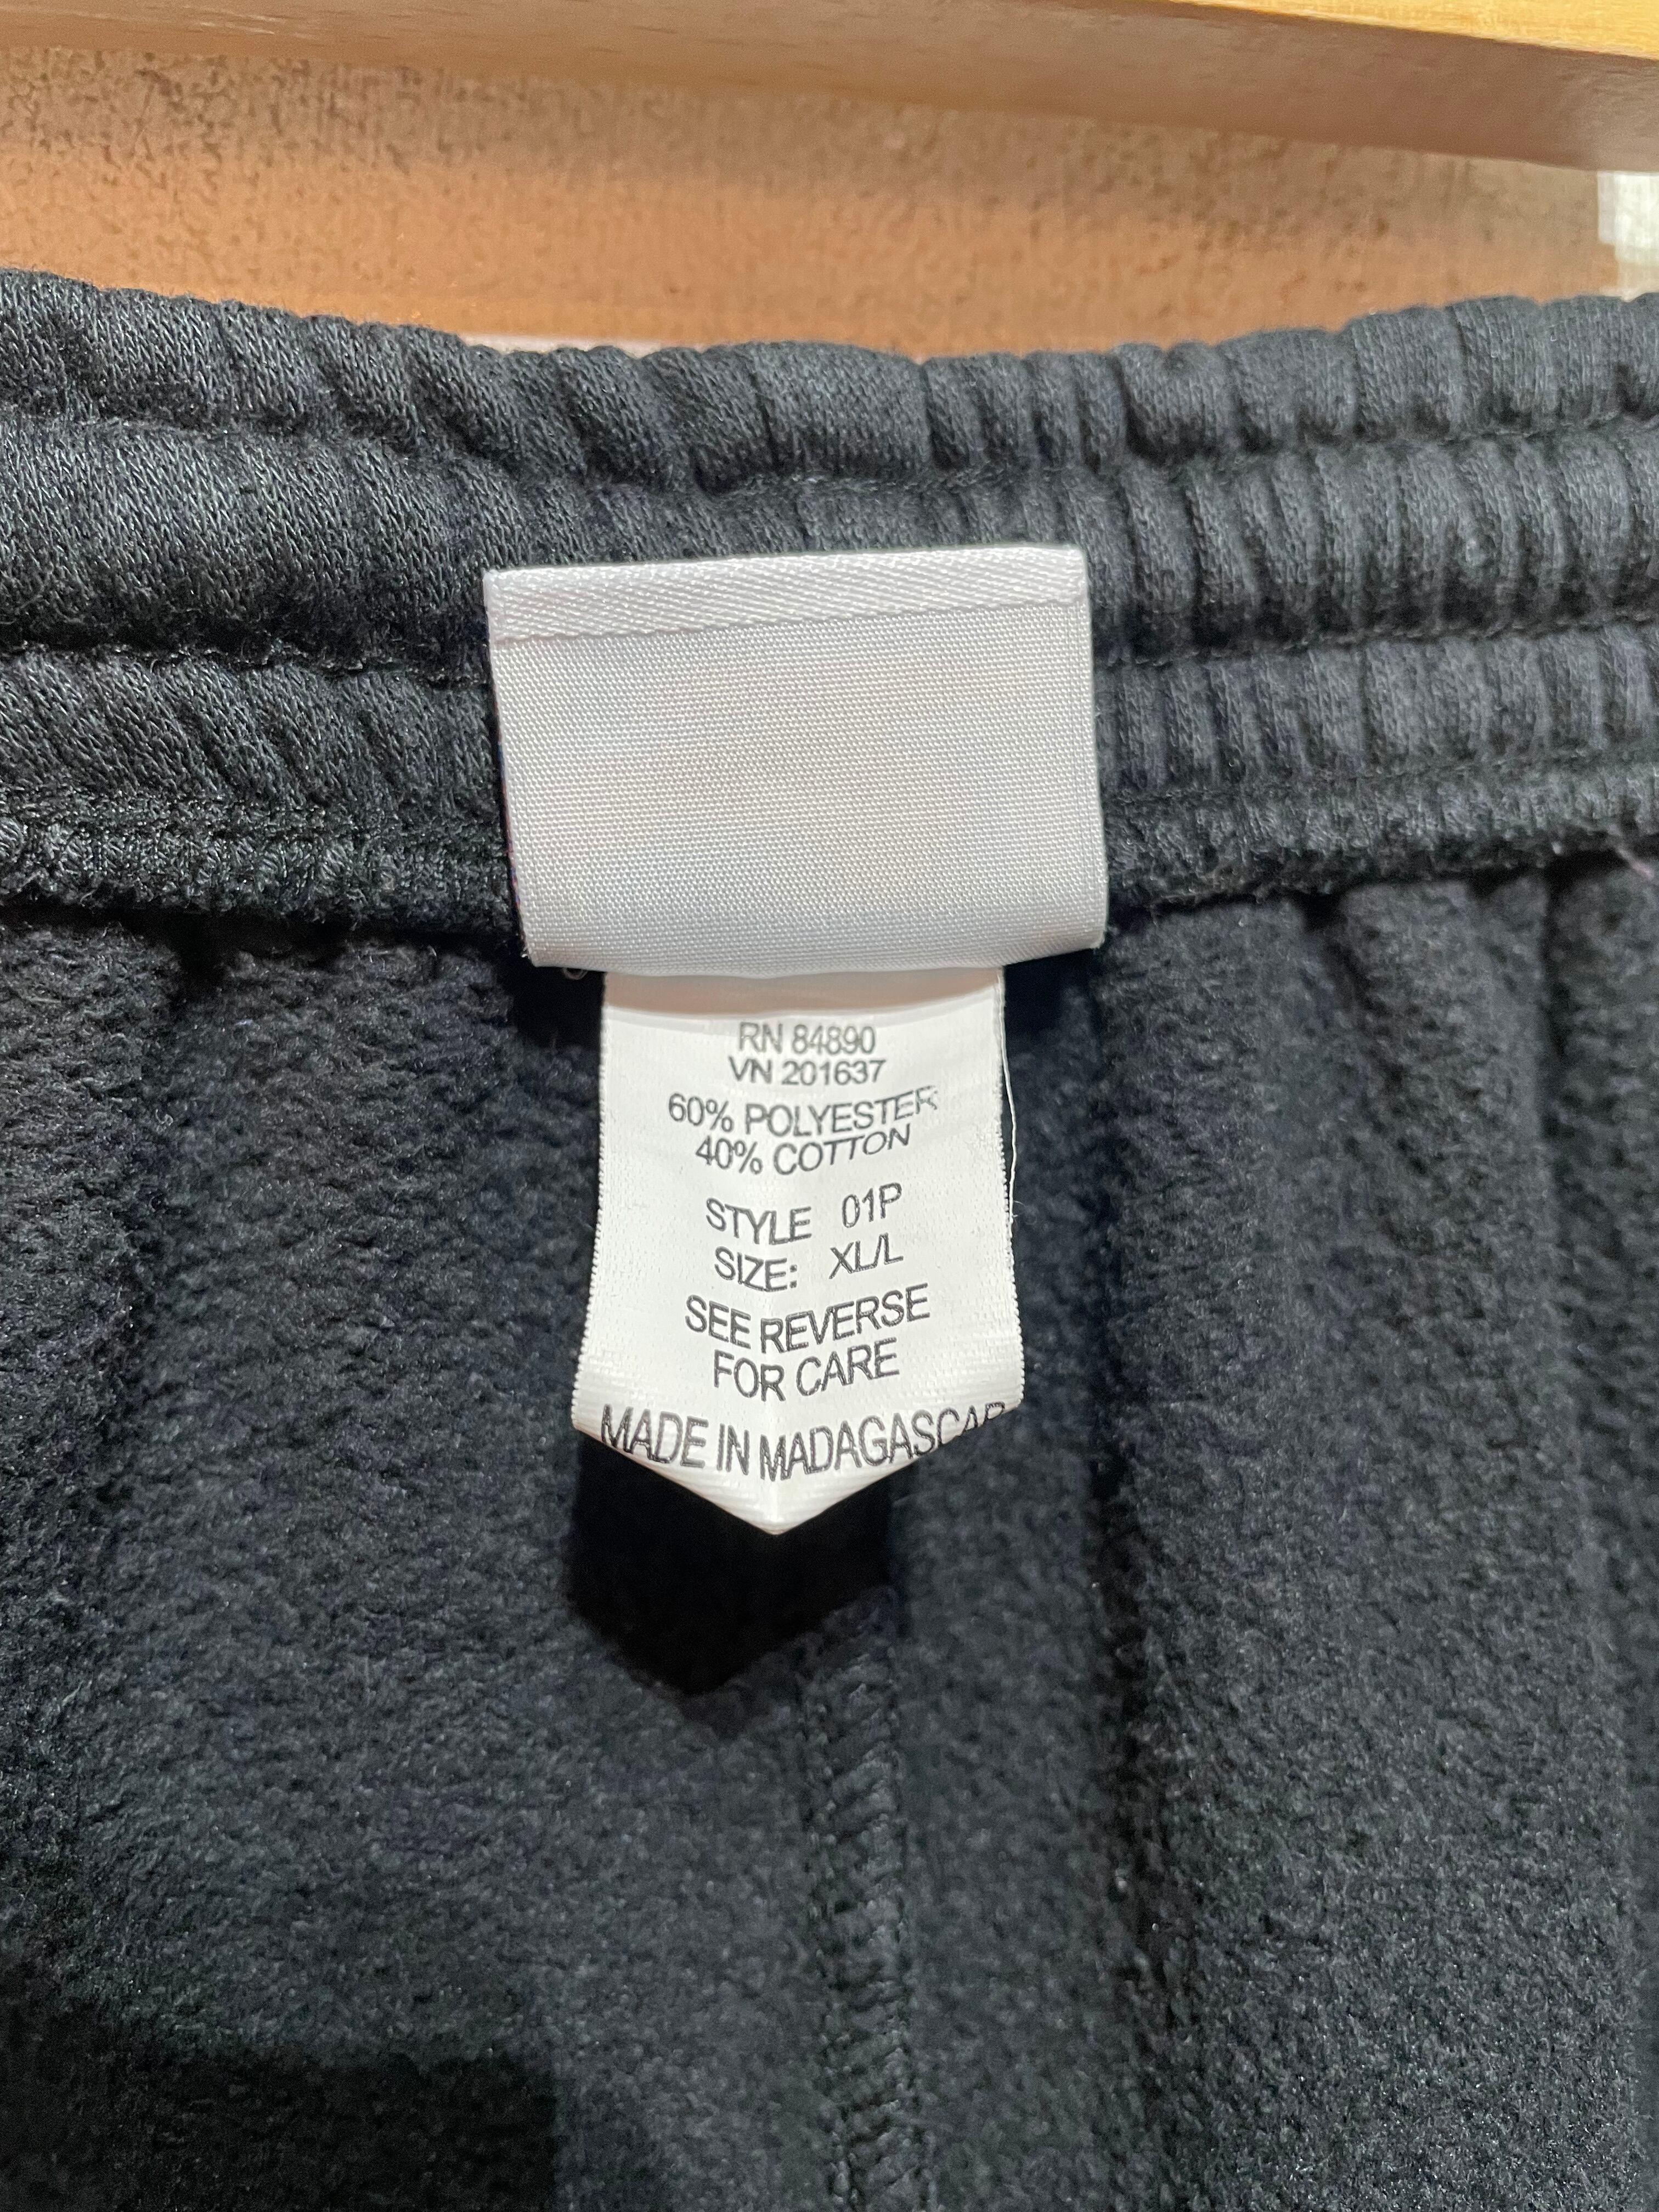 RN 84890
VN 201637
60% POLYESTER
40% COTTON
STYLE 01P
SIZE: XL/L
SEE REVERSE
FOR CARE
MADE IN MADAGASCAR